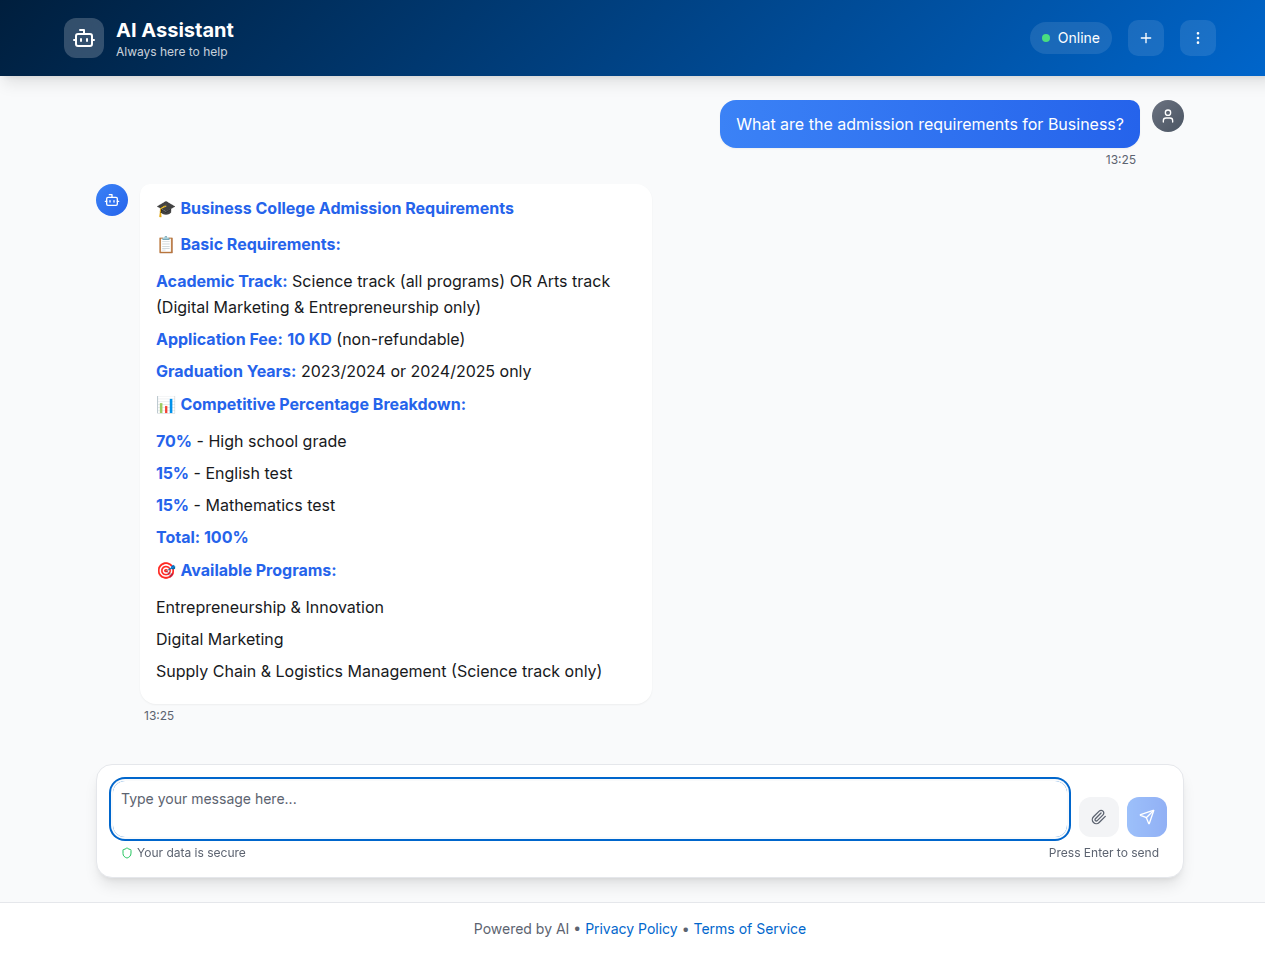 AI Assistant
Always here to help
Online
What are the admission requirements for Business?
13:25
🎓 Business College Admission Requirements
📋 Basic Requirements:
Academic Track: Science track (all programs) OR Arts track
(Digital Marketing & Entrepreneurship only)
Application Fee: 10 KD (non-refundable)
Graduation Years: 2023/2024 or 2024/2025 only
📊 Competitive Percentage Breakdown:
70% - High school grade
15% - English test
15% - Mathematics test
Total: 100%
🎯 Available Programs:
Entrepreneurship & Innovation
Digital Marketing
Supply Chain & Logistics Management (Science track only)
13:25
Type your message here...
Your data is secure
Press Enter to send
Powered by AI • Privacy Policy • Terms of Service